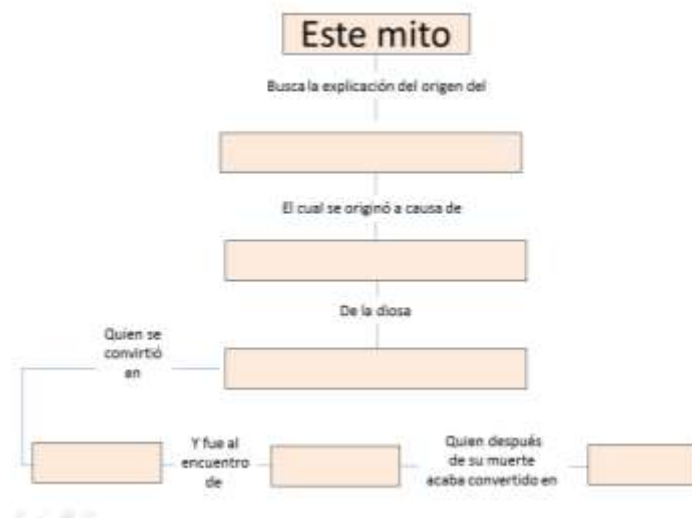 Este mito
Busca la explicación del origen del
El cual se originó a causa de
De la diosa
Quien se
convirtió
en
Y fue al
encuentro
de
Quien después
de su muerte
acaba convertido en